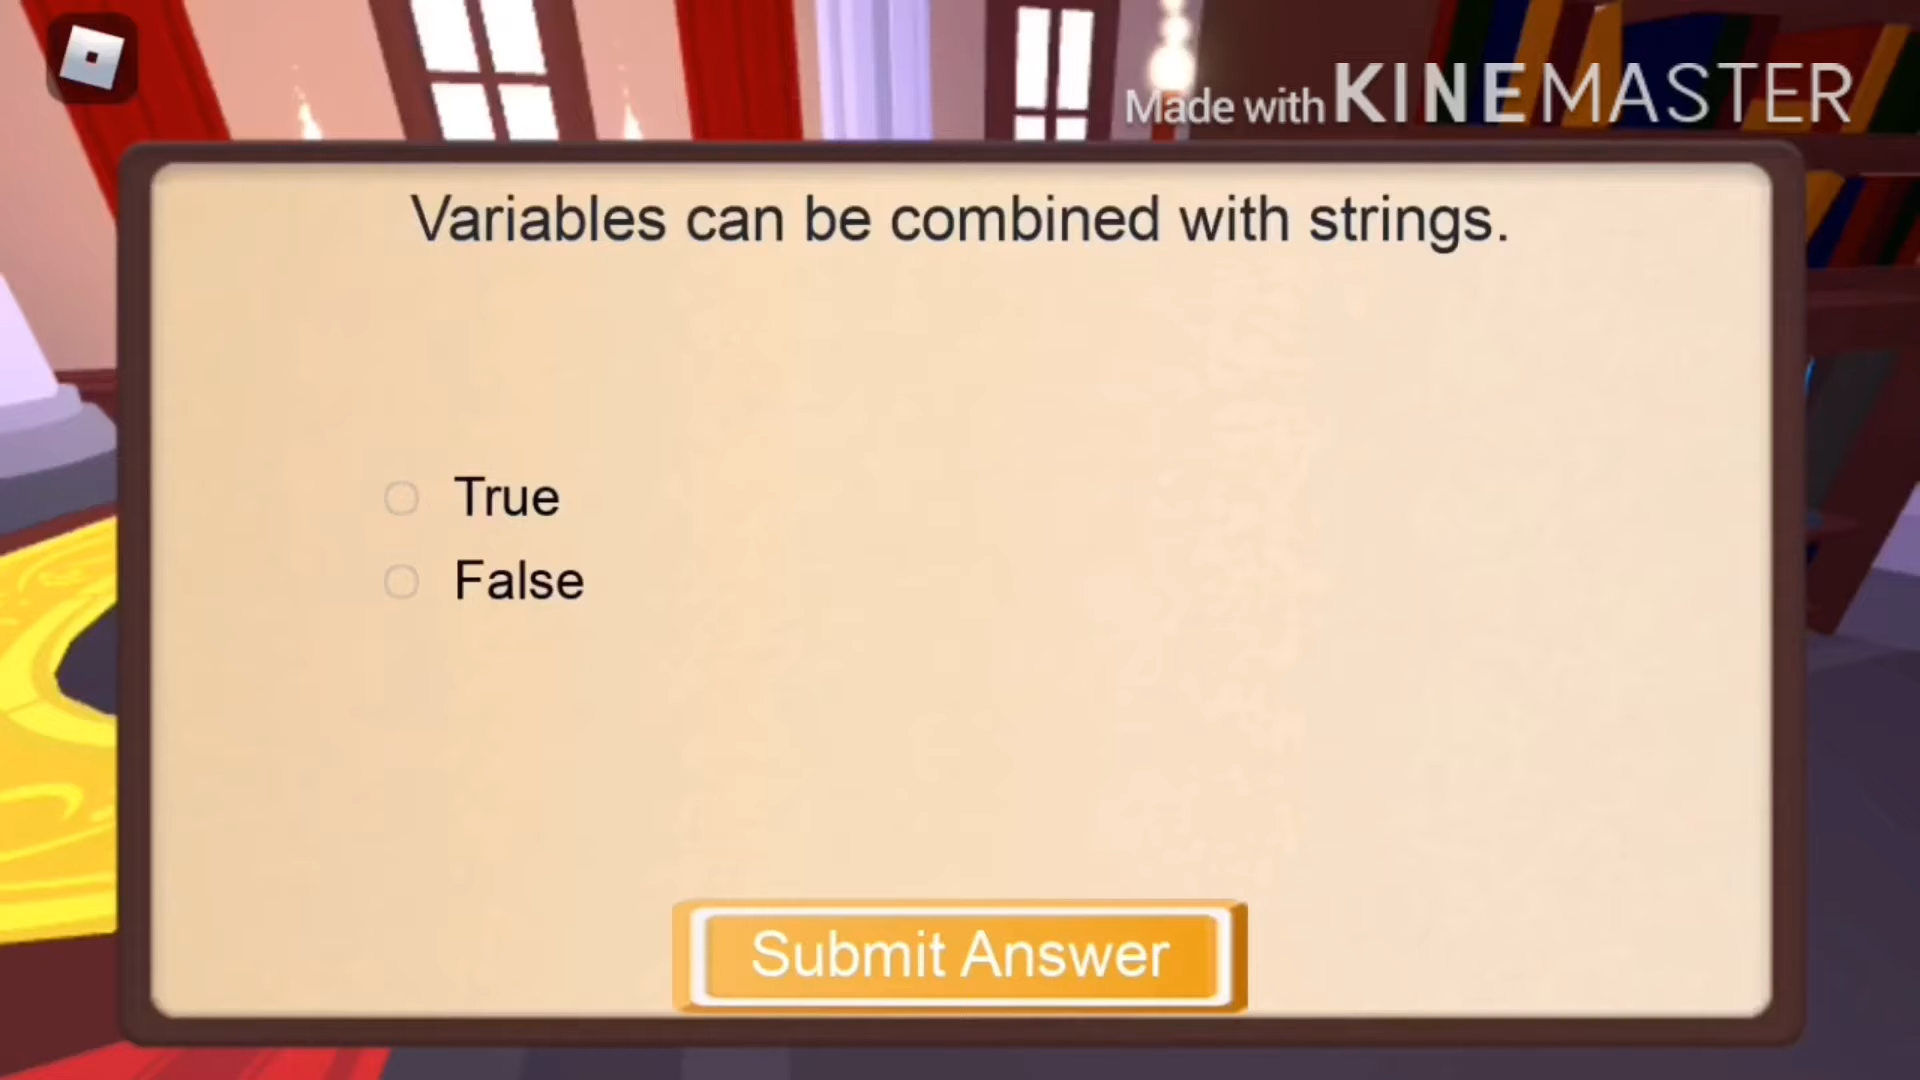 Made with KINEMASTER
Variables can be combined with strings.
True
False
Submit Answer